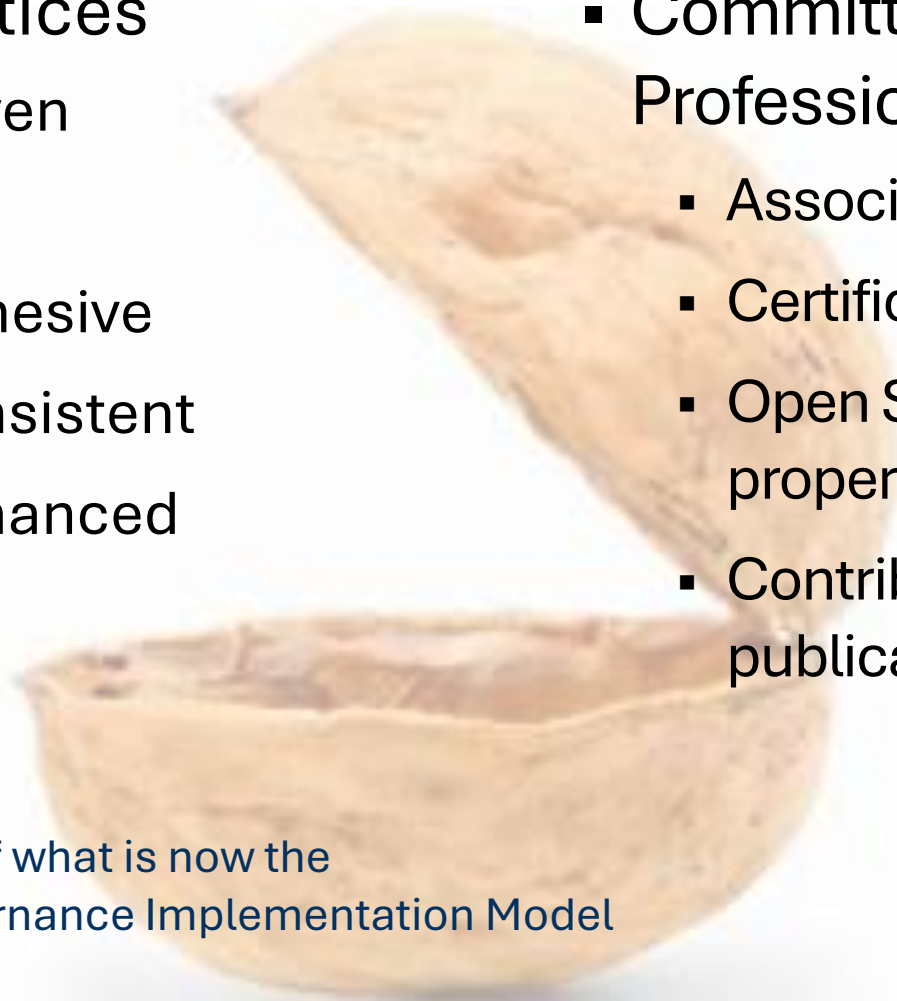 tices
ven
hesive
nsistent
hanced
▪ Committ
Professio
▪ Associ
▪ Certific
▪ Open S
proper
▪ Contrib
publica
f what is now the
rnance Implementation Model